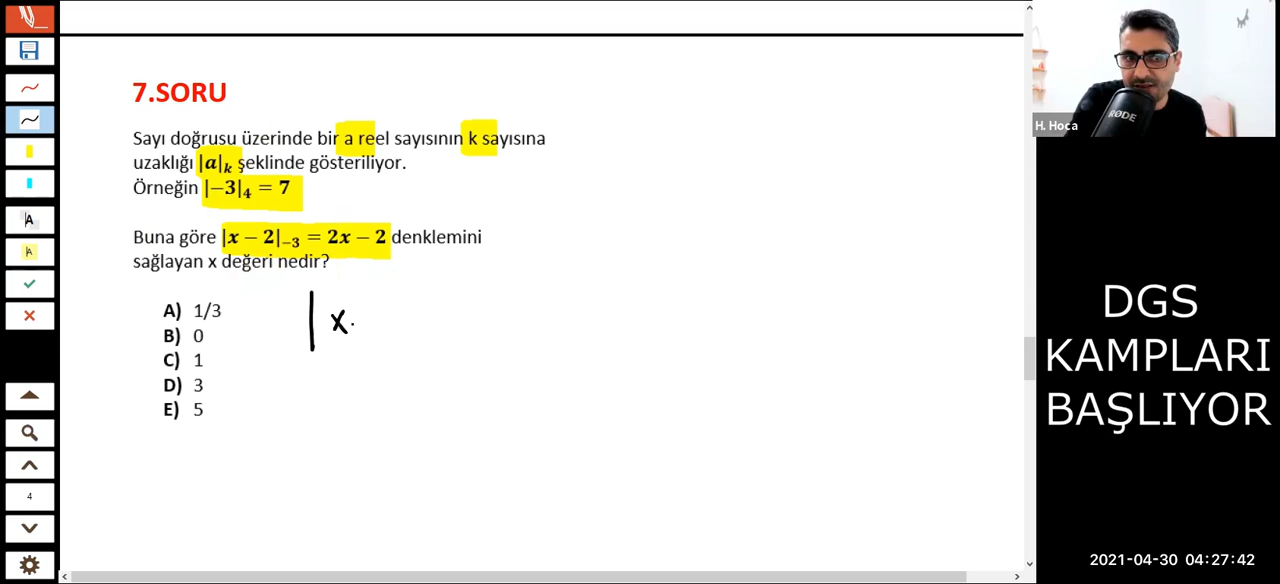 7.SORU
Sayı doğrusu üzerinde bir a reel sayısının k sayısına
uzaklığı |a|ₖ şeklinde gösteriliyor.
Örneğin |−3|₄ = 7
Buna göre |x − 2|₋₃ = 2x − 2 denklemini
sağlayan x değeri nedir?
A) 1/3
B) 0
C) 1
D) 3
E) 5
| x
A
A
4
RØDE
H. Hoca
DGS
KAMPLARI
BAŞLIYOR
2021-04-30 04:27:42